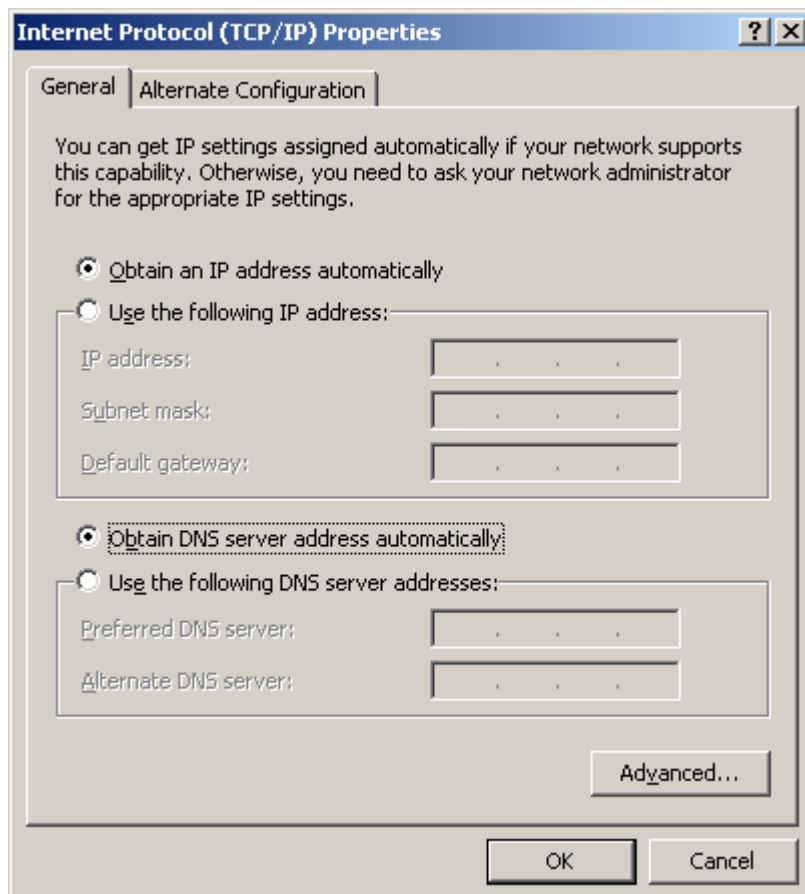 Internet Protocol (TCP/IP) Properties
General
Alternate Configuration
You can get IP settings assigned automatically if your network supports
this capability. Otherwise, you need to ask your network administrator
for the appropriate IP settings.
Obtain an IP address automatically
Use the following IP address:
IP address:
Subnet mask:
Default gateway:
Obtain DNS server address automatically
Use the following DNS server addresses:
Preferred DNS server:
Alternate DNS server:
Advanced...
OK
Cancel